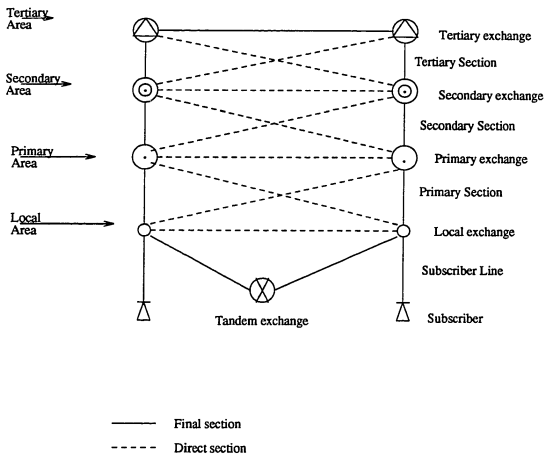 Tertiary
Area
Tertiary exchange
Tertiary Section
Secondary
Area
Secondary exchange
Secondary Section
Primary
Area
Primary exchange
Primary Section
Local
Area
Local exchange
Subscriber Line
Tandem exchange
Subscriber
Final section
Direct section